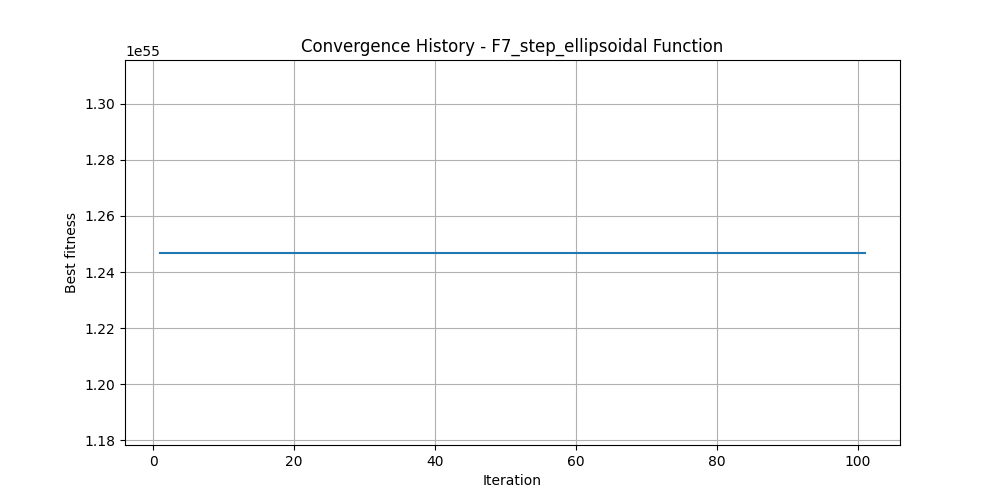 Convergence History - F7_step_ellipsoidal Function
1e55
1.30
1.28
1.26
1.24
1.22
1.20
1.18
Best fitness
0 20 40 60 80 100
Iteration